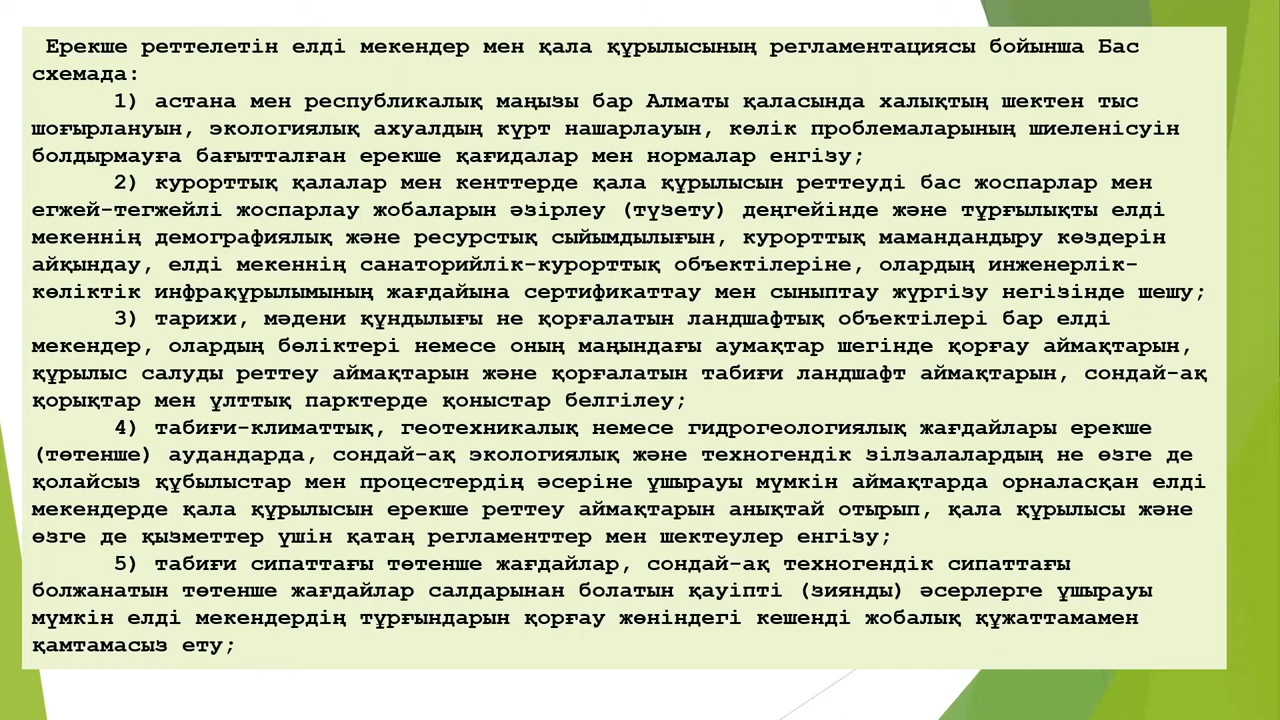 Ерекше реттелетін елді мекендер мен қала құрылысының регламентациясы бойынша Бас
схемада:
1) астана мен республикалық маңызы бар Алматы қаласында халықтың шектен тыс
шоғырлануын, экологиялық ахуалдың күрт нашарлауын, көлік проблемаларының шиеленісуін
болдырмауға бағытталған ерекше қағидалар мен нормалар енгізу;
2) курорттық қалалар мен кенттерде қала құрылысын реттеуді бас жоспарлар мен
егжей-тегжейлі жоспарлау жобаларын әзірлеу (түзету) деңгейінде және тұрғылықты елді
мекеннің демографиялық және ресурстық сыйымдылығын, курорттық мамандандыру көздерін
айқындау, елді мекеннің санаторийлік-курорттық объектілеріне, олардың инженерлік-
көліктік инфрақұрылымының жағдайына сертификаттау мен сыныптау жүргізу негізінде шешу;
3) тарихи, мәдени құндылығы не қорғалатын ландшафтық объектілері бар елді
мекендер, олардың бөліктері немесе оның маңындағы аумақтар шегінде қорғау аймақтарын,
құрылыс салуды реттеу аймақтарын және қорғалатын табиғи ландшафт аймақтарын, сондай-ақ
қорықтар мен ұлттық парктерде қоныстар белгілеу;
4) табиғи-климаттық, геотехникалық немесе гидрогеологиялық жағдайлары ерекше
(төтенше) аудандарда, сондай-ақ экологиялық және техногендік зілзалалардың не өзге де
қолайсыз құбылыстар мен процестердің әсеріне ұшырауы мүмкін аймақтарда орналасқан елді
мекендерде қала құрылысын ерекше реттеу аймақтарын анықтай отырып, қала құрылысы және
өзге де қызметтер үшін қатаң регламенттер мен шектеулер енгізу;
5) табиғи сипаттағы төтенше жағдайлар, сондай-ақ техногендік сипаттағы
болжанатын төтенше жағдайлар салдарынан болатын қауіпті (зиянды) әсерлерге ұшырауы
мүмкін елді мекендердің тұрғындарын қорғау жөніндегі кешенді жобалық құжаттамамен
қамтамасыз ету;